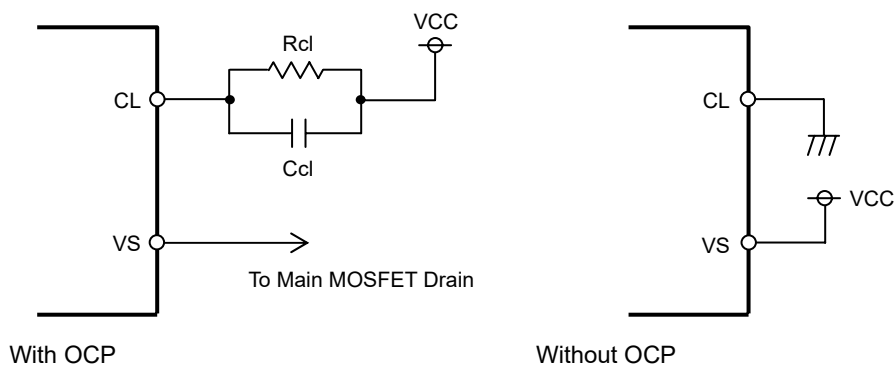 VCC
Rcl
CL
Ccl
VS
To Main MOSFET Drain
With OCP
CL
VCC
VS
Without OCP